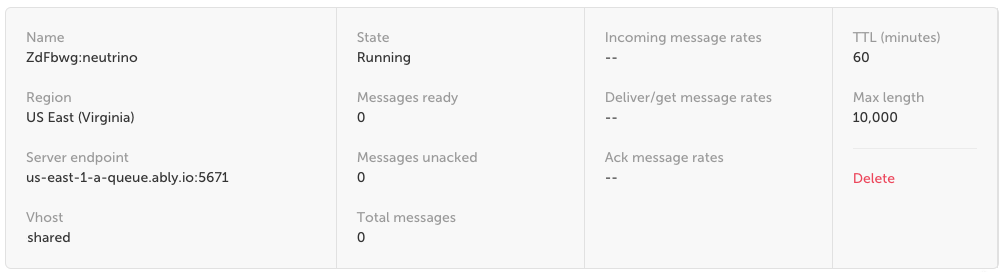 Name
ZdFbwg:neutrino
Region
US East (Virginia)
Server endpoint
us-east-1-a-queue.ably.io:5671
Vhost
shared
State
Running
Messages ready
0
Messages unacked
0
Total messages
0
Incoming message rates
--
Deliver/get message rates
--
Ack message rates
--
TTL (minutes)
60
Max length
10,000
Delete